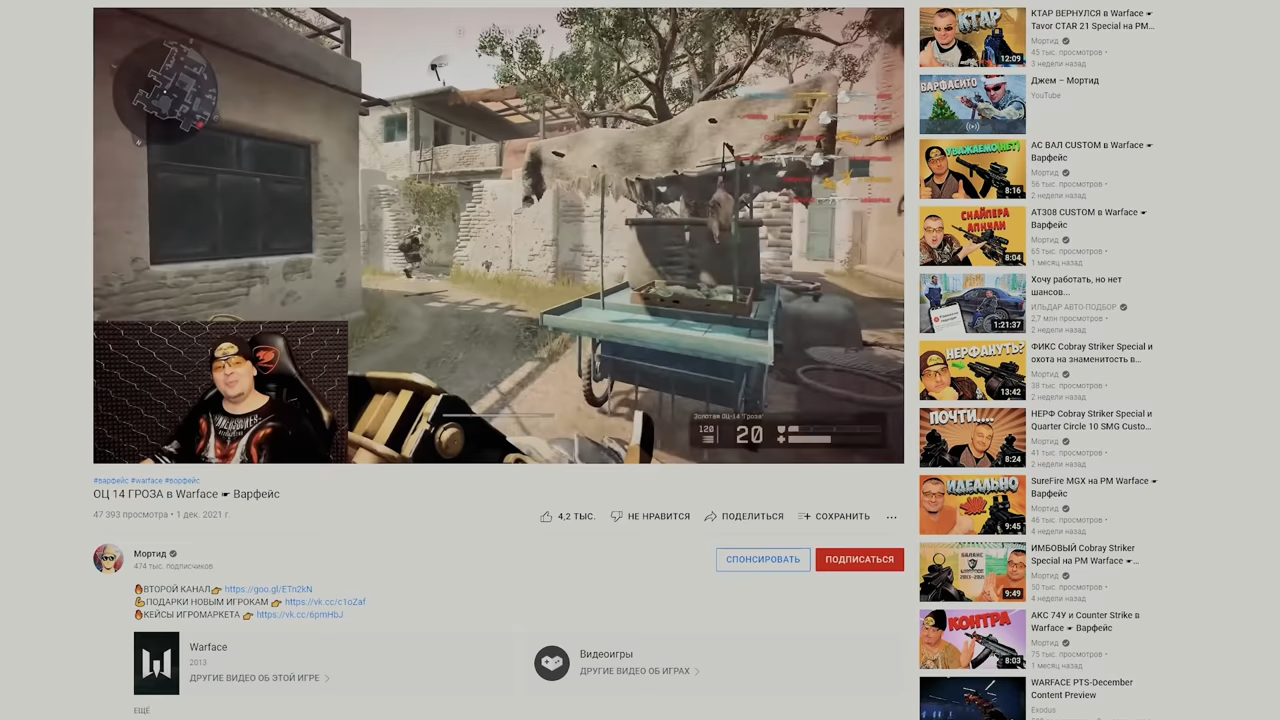 N
Золотая ОЦ-14 "Гроза"
120
20
#варфейс #warface #ворфейс
ОЦ 14 ГРОЗА в Warface ☛ Варфейс
47 393 просмотра • 1 дек. 2021 г.
4,2 ТЫС.
НЕ НРАВИТСЯ
ПОДЕЛИТЬСЯ
СОХРАНИТЬ
Мортид
474 тыс. подписчиков
СПОНСИРОВАТЬ
ПОДПИСАТЬСЯ
🔥ВТОРОЙ КАНАЛ👉 https://goo.gl/ETn2kN
💪ПОДАРКИ НОВЫМ ИГРОКАМ 👉 https://vk.cc/c1oZaf
🔥КЕЙСЫ ИГРОМАРКЕТА 👉 https://vk.cc/6pmHbJ
Warface
2013
ДРУГИЕ ВИДЕО ОБ ЭТОЙ ИГРЕ
Видеоигры
ДРУГИЕ ВИДЕО ОБ ИГРАХ
ЕЩЁ
КТАР
12:09
КТАР ВЕРНУЛСЯ в Warface ☛
Tavor CTAR 21 Special на РМ...
Мортид
45 тыс. просмотров •
3 недели назад
ВАРФАСИТО
Джем – Мортид
YouTube
УВАЖАЕМО(НЕТ)
8:16
АС ВАЛ CUSTOM в Warface ☛
Варфейс
Мортид
56 тыс. просмотров •
2 недели назад
СНАЙПЕРА
АПНУЛИ
8:04
AT308 CUSTOM в Warface ☛
Варфейс
Мортид
65 тыс. просмотров •
1 месяц назад
1:21:37
Хочу работать, но нет
шансов...
ИЛЬДАР АВТО-ПОДБОР
2,7 млн просмотров •
2 недели назад
НЕРФАНУТЬ?
13:42
ФИКС Cobray Striker Special и
охота на знаменитость в...
Мортид
38 тыс. просмотров •
2 недели назад
ПОЧТИ....
8:24
НЕРФ Cobray Striker Special и
Quarter Circle 10 SMG Custo...
Мортид
41 тыс. просмотров •
2 недели назад
ИДЕАЛЬНО
9:45
SureFire MGX на РМ Warface ☛
Варфейс
Мортид
46 тыс. просмотров •
4 недели назад
БАЛАНС
2013-2021
9:49
ИМБОВЫЙ Cobray Striker
Special на РМ Warface ☛...
Мортид
50 тыс. просмотров •
4 недели назад
КОНТРА
8:03
АКС 74У и Counter Strike в
Warface ☛ Варфейс
Мортид
75 тыс. просмотров •
1 месяц назад
WARFACE PTS-December
Content Preview
Exodus